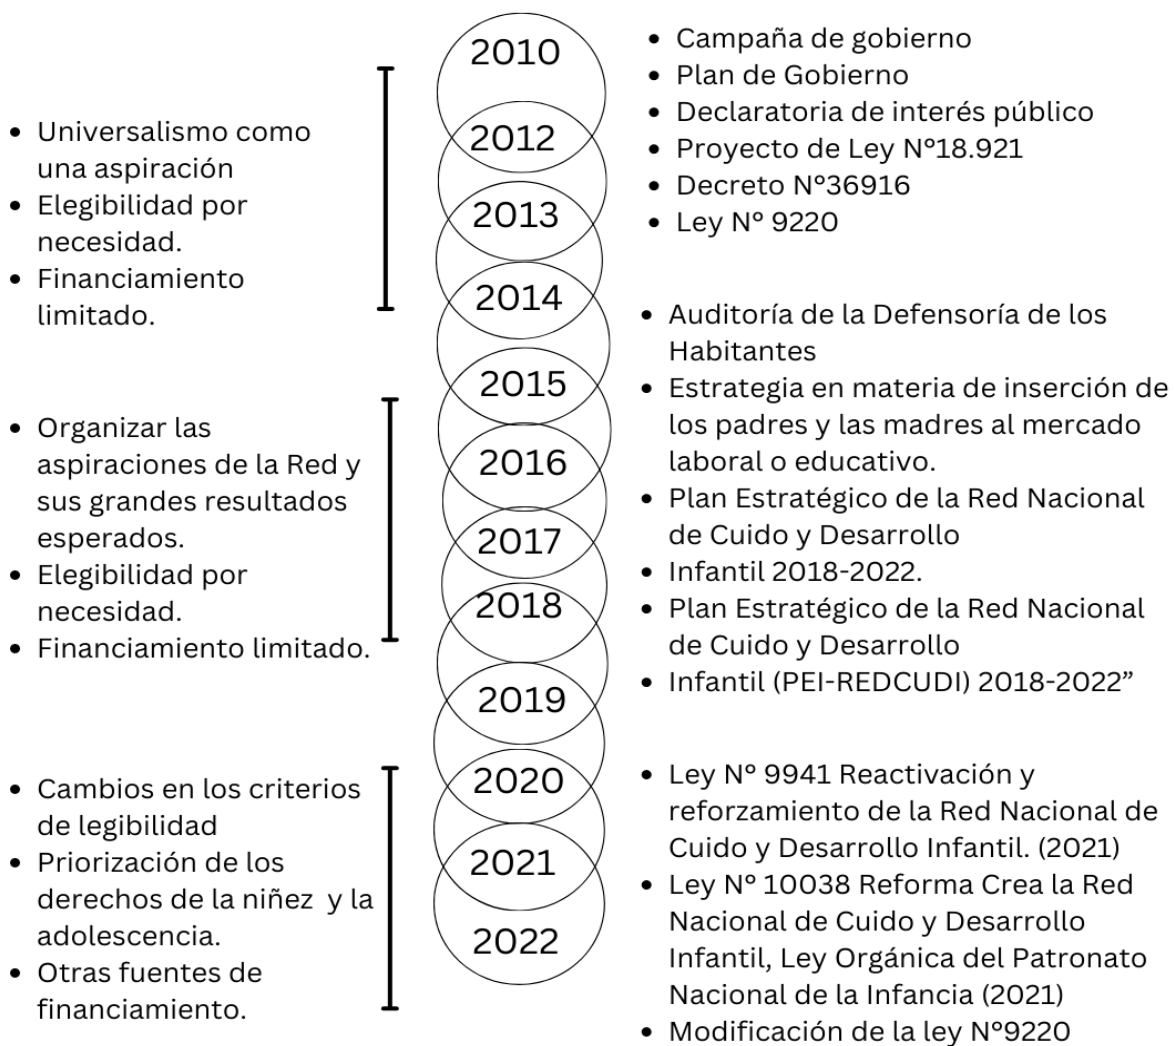 • Universalismo como
una aspiración
• Elegibilidad por
necesidad.
• Financiamiento
limitado.
• Organizar las
aspiraciones de la Red y
sus grandes resultados
esperados.
• Elegibilidad por
necesidad.
• Financiamiento limitado.
• Cambios en los criterios
de legibilidad
• Priorización de los
derechos de la niñez y la
adolescencia.
• Otras fuentes de
financiamiento.
2010
2012
2013
2014
2015
2016
2017
2018
2019
2020
2021
2022
• Campaña de gobierno
• Plan de Gobierno
• Declaratoria de interés público
• Proyecto de Ley N°18.921
• Decreto N°36916
• Ley N° 9220
• Auditoría de la Defensoría de los
Habitantes
• Estrategia en materia de inserción de
los padres y las madres al mercado
laboral o educativo.
• Plan Estratégico de la Red Nacional
de Cuido y Desarrollo
• Infantil 2018-2022.
• Plan Estratégico de la Red Nacional
de Cuido y Desarrollo
• Infantil (PEI-REDCUDI) 2018-2022”
• Ley N° 9941 Reactivación y
reforzamiento de la Red Nacional de
Cuido y Desarrollo Infantil. (2021)
• Ley N° 10038 Reforma Crea la Red
Nacional de Cuido y Desarrollo
Infantil, Ley Orgánica del Patronato
Nacional de la Infancia (2021)
• Modificación de la ley N°9220